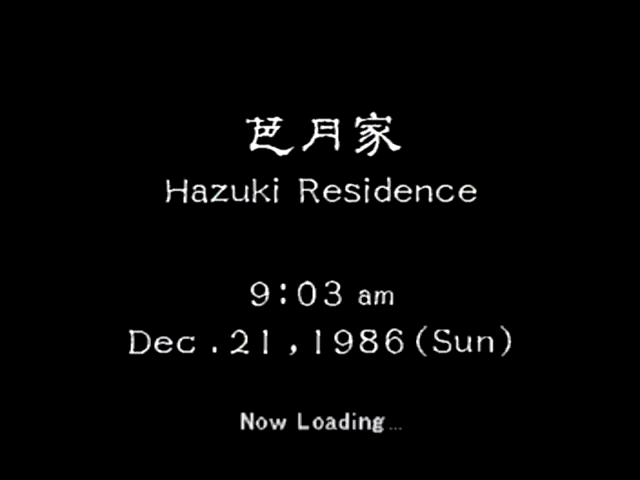 芭月家
Hazuki Residence
9:03 am
Dec.21,1986(Sun)
Now Loading...